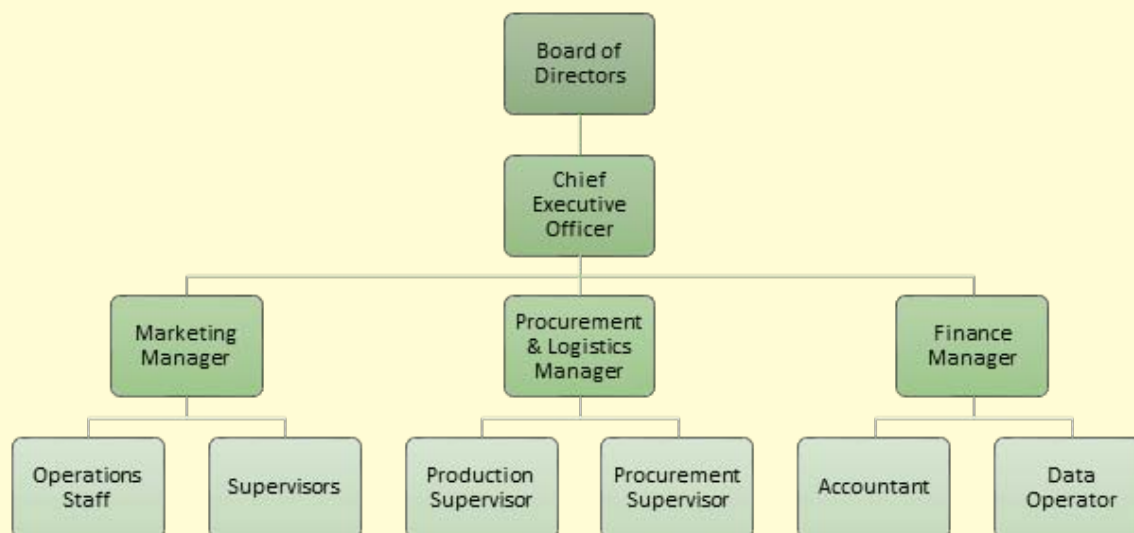 Board of
Directors
Chief
Executive
Officer
Marketing
Manager
Procurement
& Logistics
Manager
Finance
Manager
Operations
Staff
Supervisors
Production
Supervisor
Procurement
Supervisor
Accountant
Data
Operator